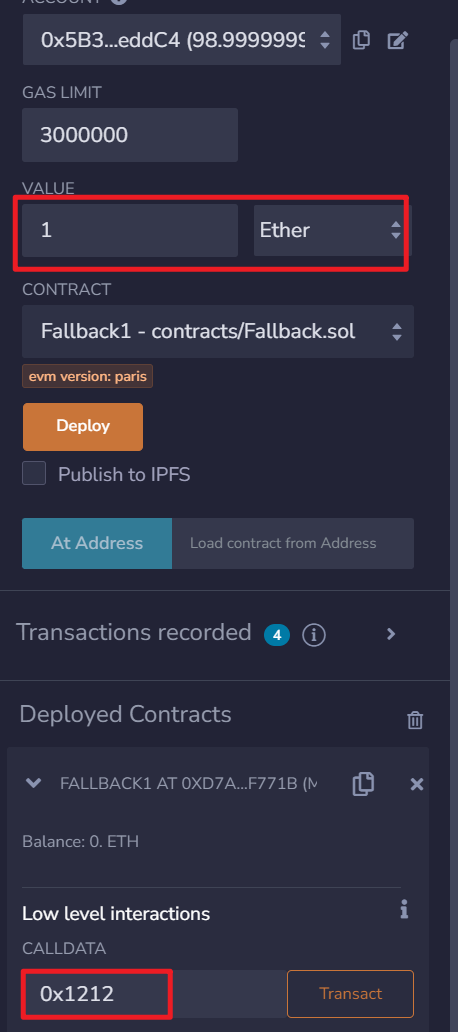 ACCOUNT
0x5B3...eddC4 (98.9999999
GAS LIMIT
3000000
VALUE
1 Ether
CONTRACT
Fallback1 - contracts/Fallback.sol
evm version: paris
Deploy
Publish to IPFS
At Address Load contract from Address
Transactions recorded 4 i
Deployed Contracts
FALLBACK1 AT 0XD7A...F771B (M
Balance: 0. ETH
Low level interactions i
CALLDATA
0x1212 Transact